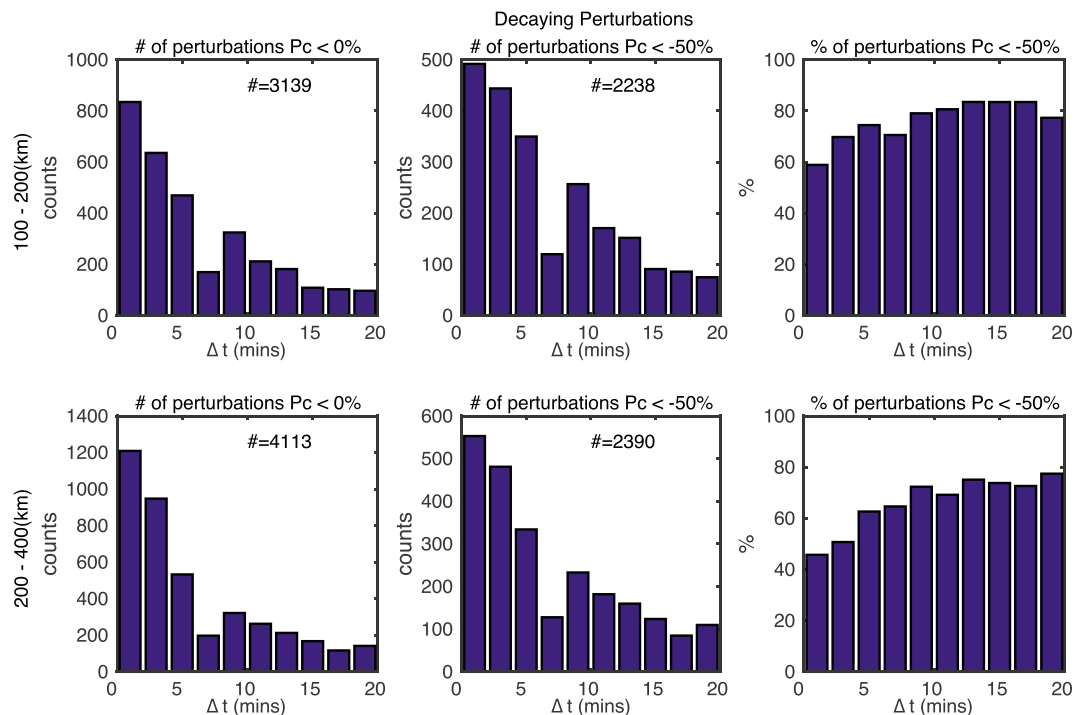 Decaying Perturbations
# of perturbations Pc < 0%
# of perturbations Pc < -50%
% of perturbations Pc < -50%
100 - 200(km)
counts
1000
800
600
400
200
0
#=3139
0 5 10 15 20
Δ t (mins)
counts
500
400
300
200
100
0
#=2238
0 5 10 15 20
Δ t (mins)
%
100
80
60
40
20
0
0 5 10 15 20
Δ t (mins)
# of perturbations Pc < 0%
# of perturbations Pc < -50%
% of perturbations Pc < -50%
200 - 400(km)
counts
1400
1200
1000
800
600
400
200
0
#=4113
0 5 10 15 20
Δ t (mins)
counts
600
500
400
300
200
100
0
#=2390
0 5 10 15 20
Δ t (mins)
%
100
80
60
40
20
0
0 5 10 15 20
Δ t (mins)